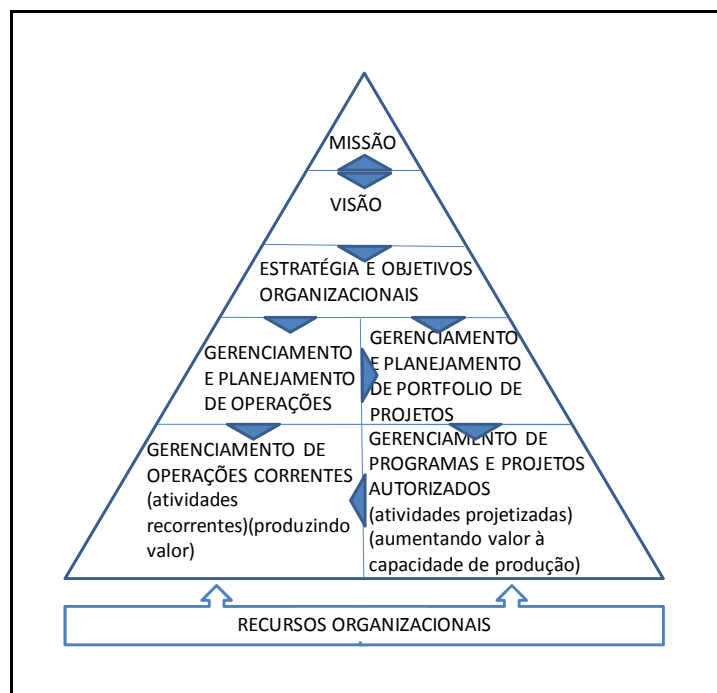 MISSÃO
VISÃO
ESTRATÉGIA E OBJETIVOS
ORGANIZACIONAIS
GERENCIAMENTO
E PLANEJAMENTO
DE OPERAÇÕES
GERENCIAMENTO
E PLANEJAMENTO
DE PORTFOLIO DE
PROJETOS
GERENCIAMENTO DE
OPERAÇÕES CORRENTES
(atividades
recorrentes)(produzindo
valor)
GERENCIAMENTO DE
PROGRAMAS E PROJETOS
AUTORIZADOS
(atividades projetizadas)
(aumentando valor à
capacidade de produção)
RECURSOS ORGANIZACIONAIS